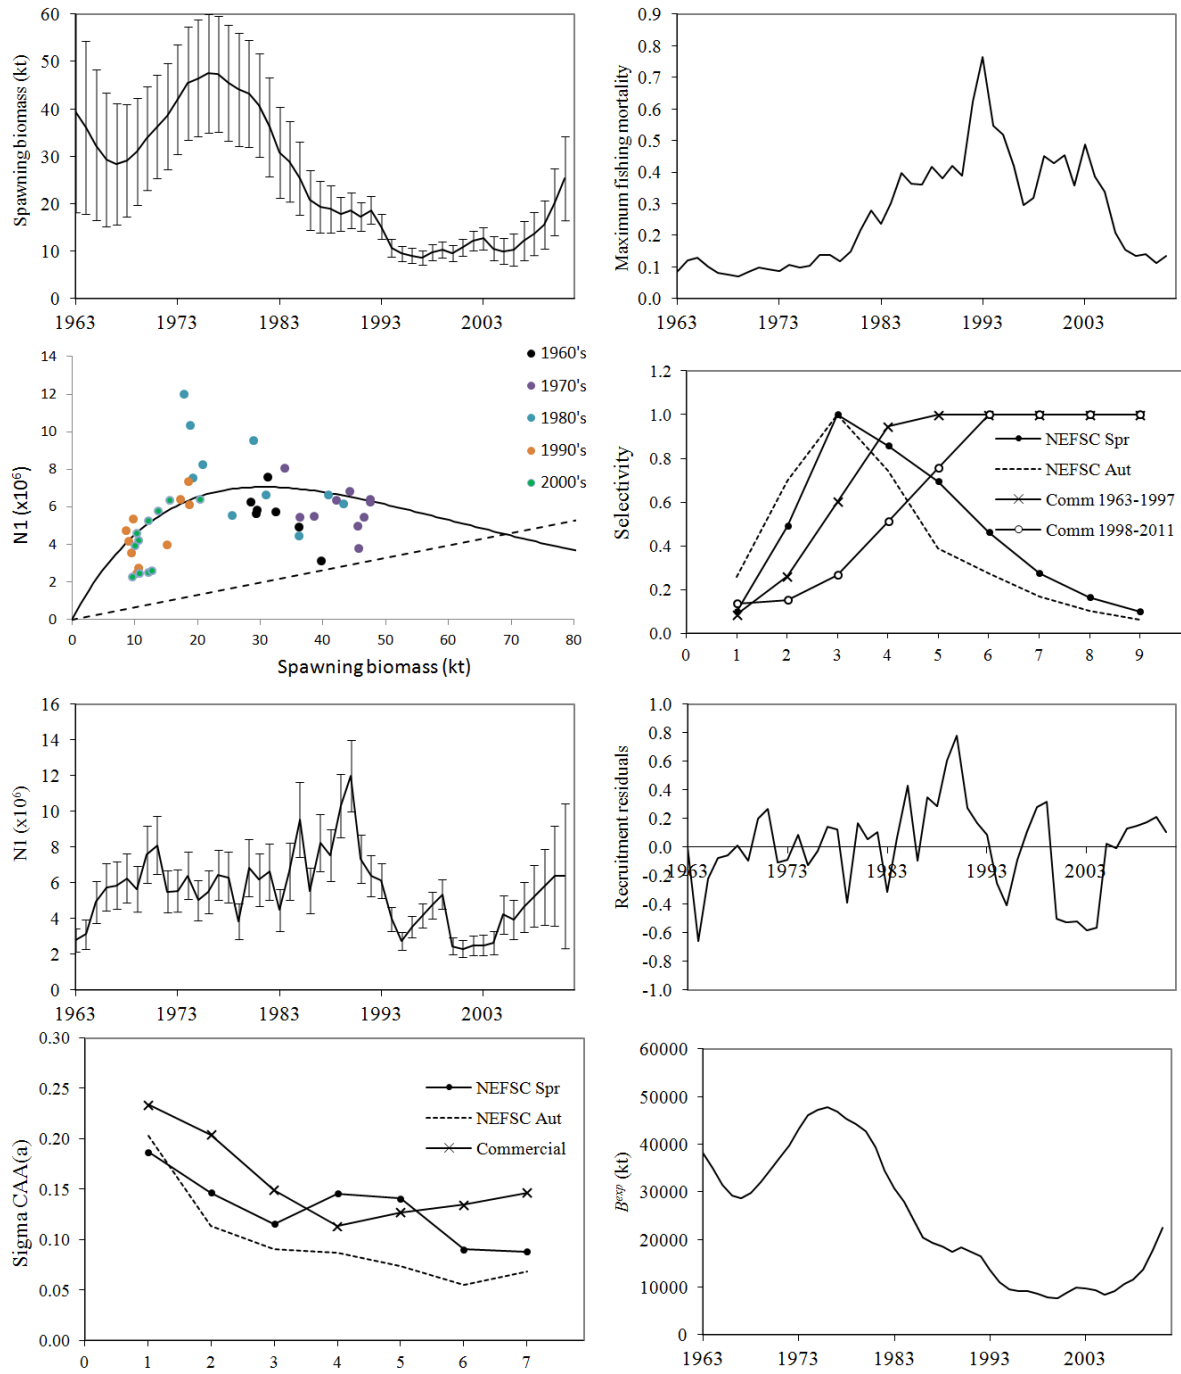 Spawning biomass (kt)
60
50
40
30
20
10
0
1963 1973 1983 1993 2003
Maximum fishing mortality
0.9
0.8
0.7
0.6
0.5
0.4
0.3
0.2
0.1
0.0
1963 1973 1983 1993 2003
N1 (x10⁶)
14
12
10
8
6
4
2
0
0 10 20 30 40 50 60 70 80
Spawning biomass (kt)
1960's
1970's
1980's
1990's
2000's
Selectivity
1.2
1.0
0.8
0.6
0.4
0.2
0.0
0 1 2 3 4 5 6 7 8 9
NEFSC Spr
NEFSC Aut
Comm 1963-1997
Comm 1998-2011
N1 (x10⁶)
16
14
12
10
8
6
4
2
0
1963 1973 1983 1993 2003
Recruitment residuals
1.0
0.8
0.6
0.4
0.2
0.0
-0.2
-0.4
-0.6
-0.8
-1.0
1963 1973 1983 1993 2003
Sigma CAA(a)
0.30
0.25
0.20
0.15
0.10
0.05
0.00
0 1 2 3 4 5 6 7
NEFSC Spr
NEFSC Aut
Commercial
B^exp (kt)
60000
50000
40000
30000
20000
10000
0
1963 1973 1983 1993 2003